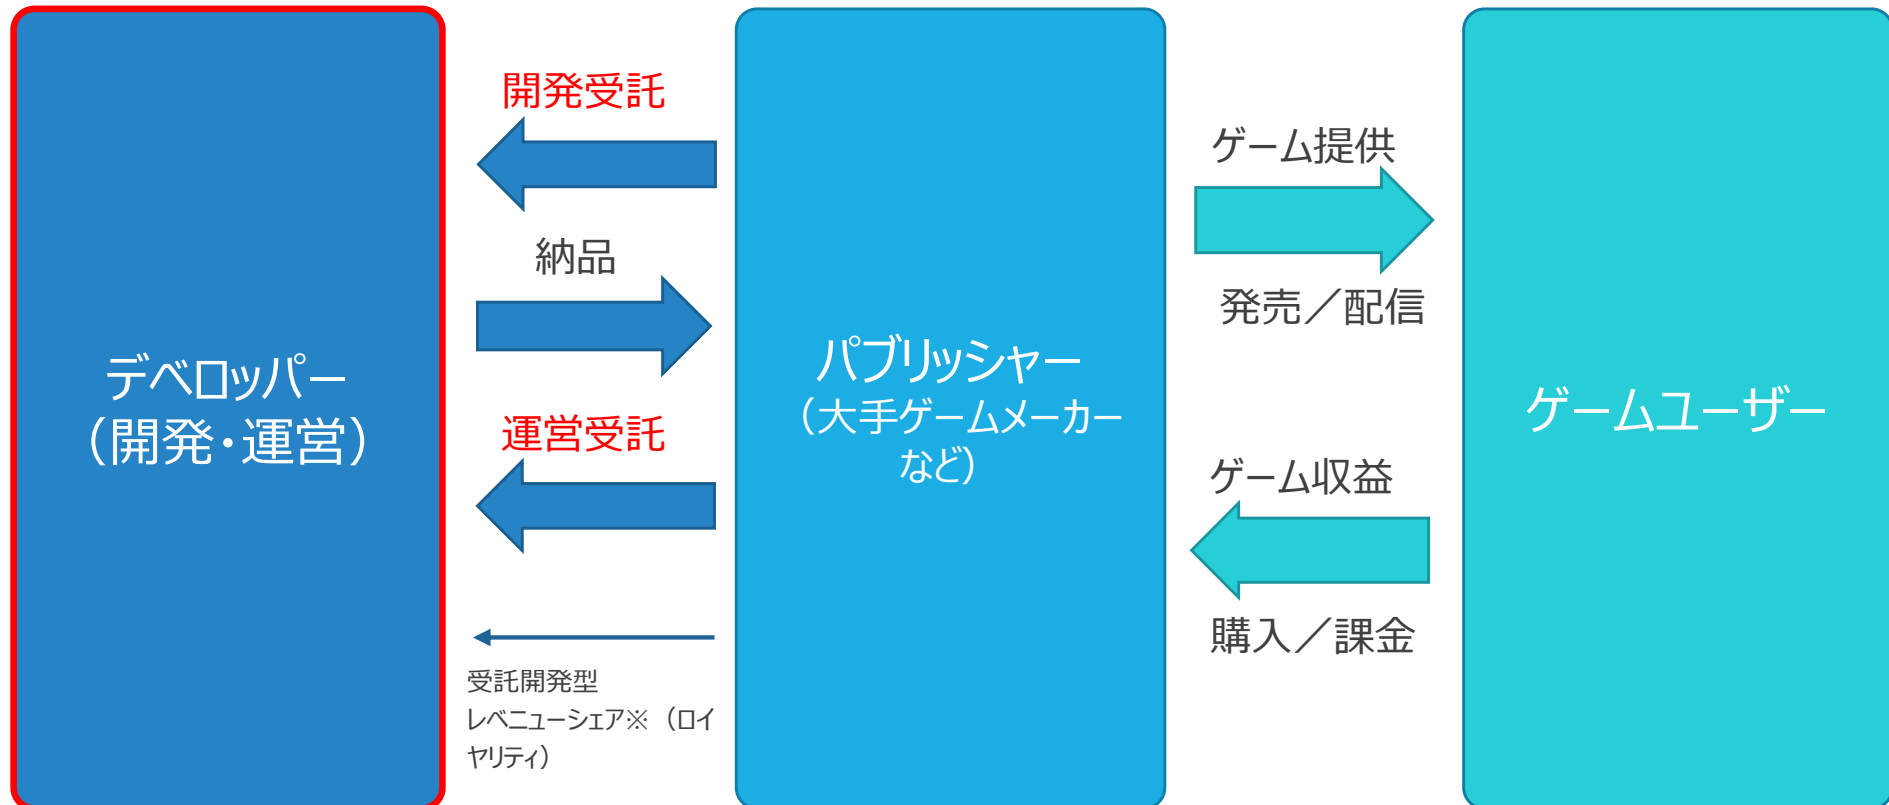 デベロッパー
（開発・運営）
開発受託
納品
運営受託
受託開発型
レベニューシェア※（ロイ
ヤリティ）
パブリッシャー
（大手ゲームメーカー
など）
ゲーム提供
発売／配信
ゲーム収益
購入／課金
ゲームユーザー